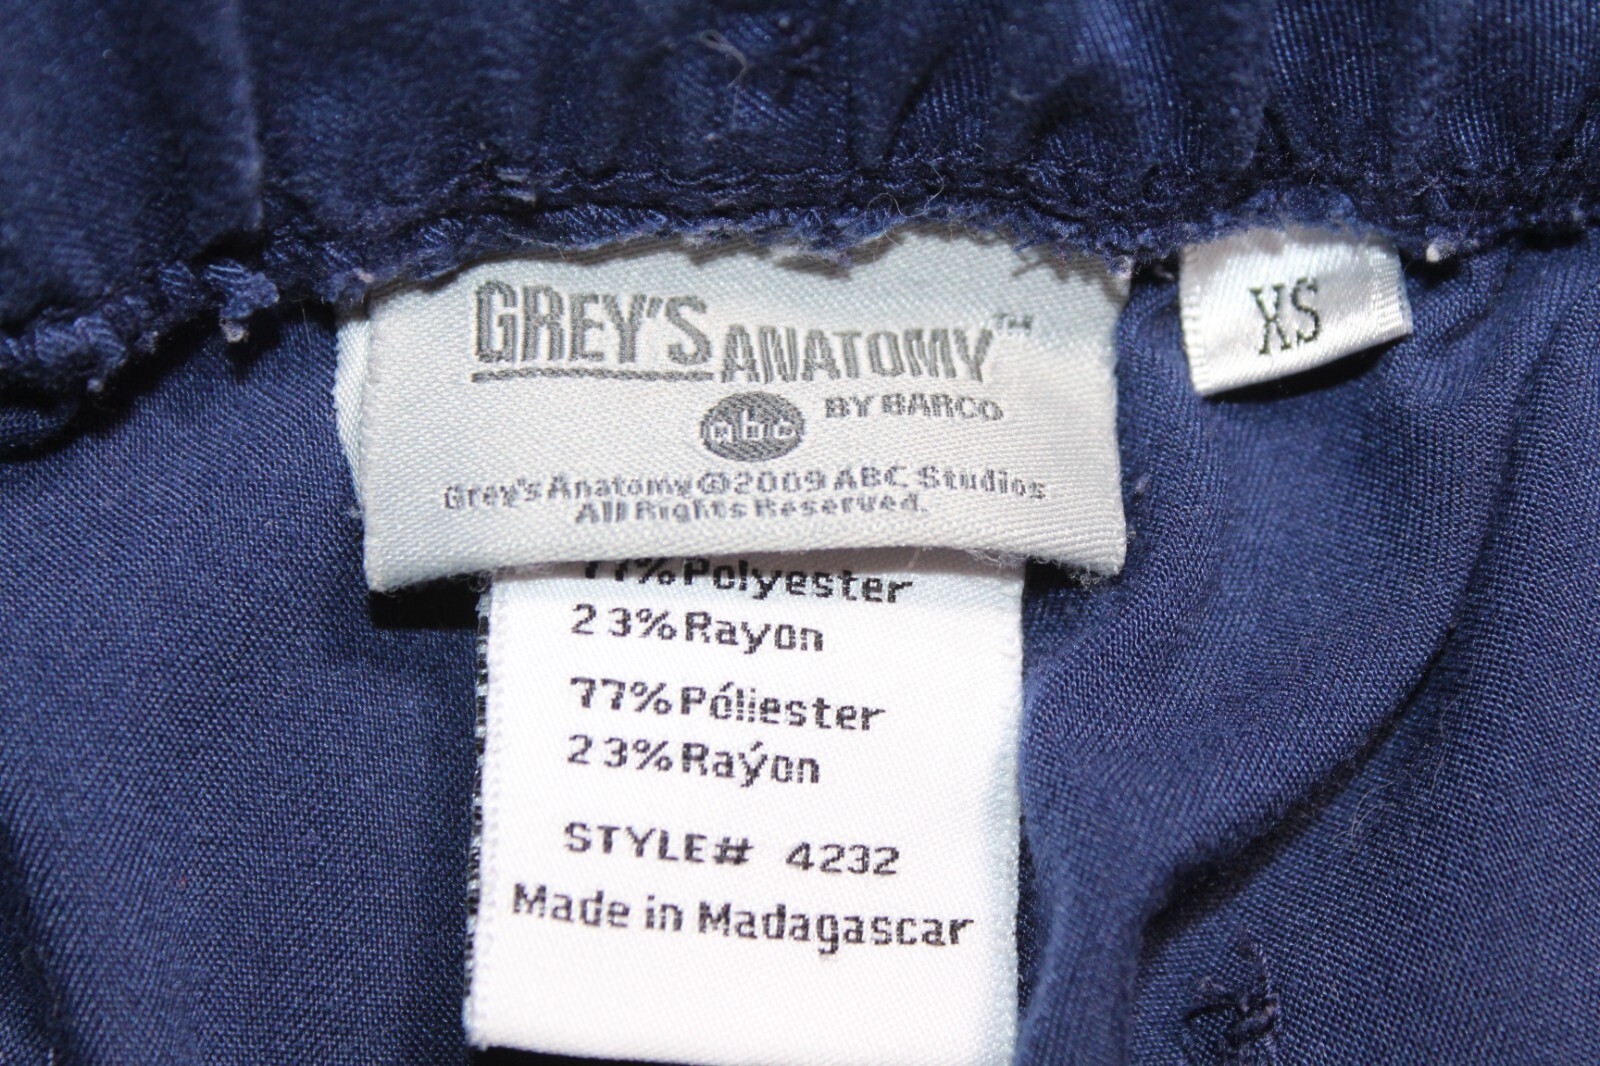 GREY'S ANATOMY™
abc BY BARCO
Grey's Anatomy©2009 ABC Studios
All Rights Reserved.
XS
77%Polyester
23%Rayon
77%Póliester
23%Raýon
STYLE# 4232
Made in Madagascar